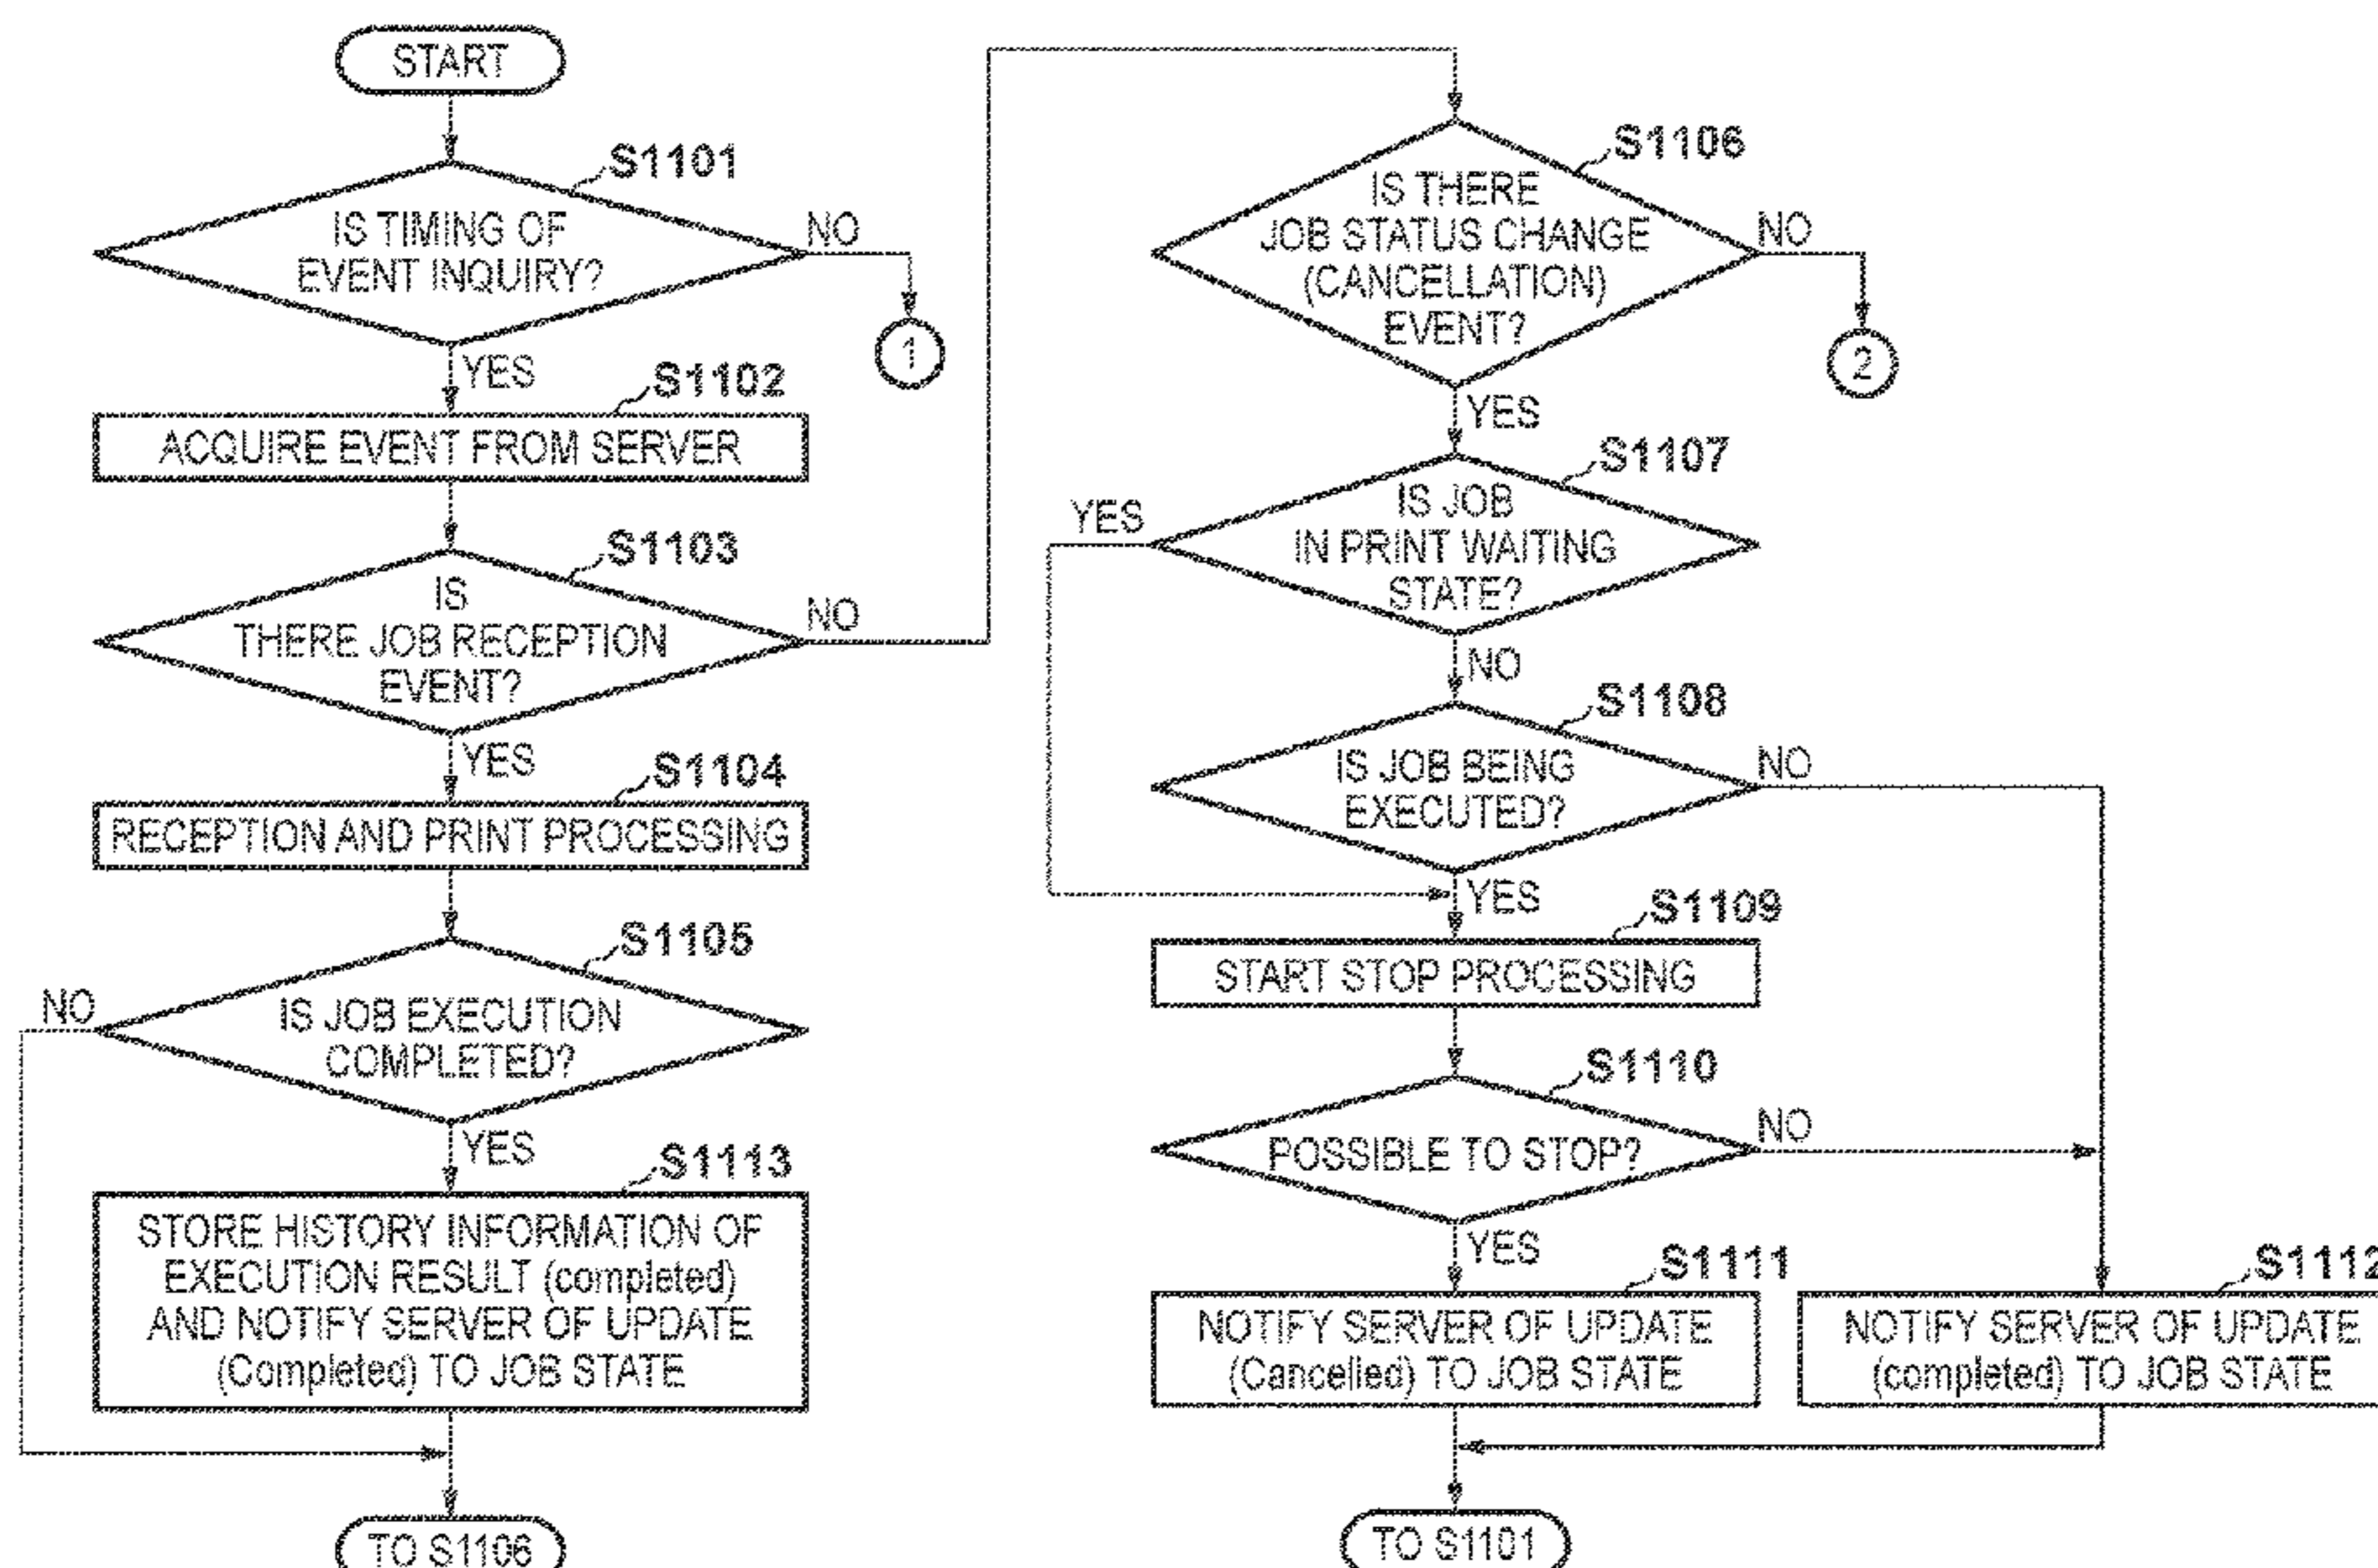 START
S1101
IS TIMING OF
EVENT INQUIRY?
NO
1
YES
S1102
ACQUIRE EVENT FROM SERVER
S1103
IS
THERE JOB RECEPTION
EVENT?
NO
YES
S1104
RECEPTION AND PRINT PROCESSING
S1105
NO
IS JOB EXECUTION
COMPLETED?
YES
S1113
STORE HISTORY INFORMATION OF
EXECUTION RESULT (completed)
AND NOTIFY SERVER OF UPDATE
(Completed) TO JOB STATE
TO S1106
S1106
IS THERE
JOB STATUS CHANGE
(CANCELLATION)
EVENT?
NO
2
YES
S1107
YES
IS JOB
IN PRINT WAITING
STATE?
NO
S1108
IS JOB BEING
EXECUTED?
NO
YES
S1109
START STOP PROCESSING
S1110
POSSIBLE TO STOP?
NO
YES
S1111
NOTIFY SERVER OF UPDATE
(Cancelled) TO JOB STATE
S1112
NOTIFY SERVER OF UPDATE
(completed) TO JOB STATE
TO S1101